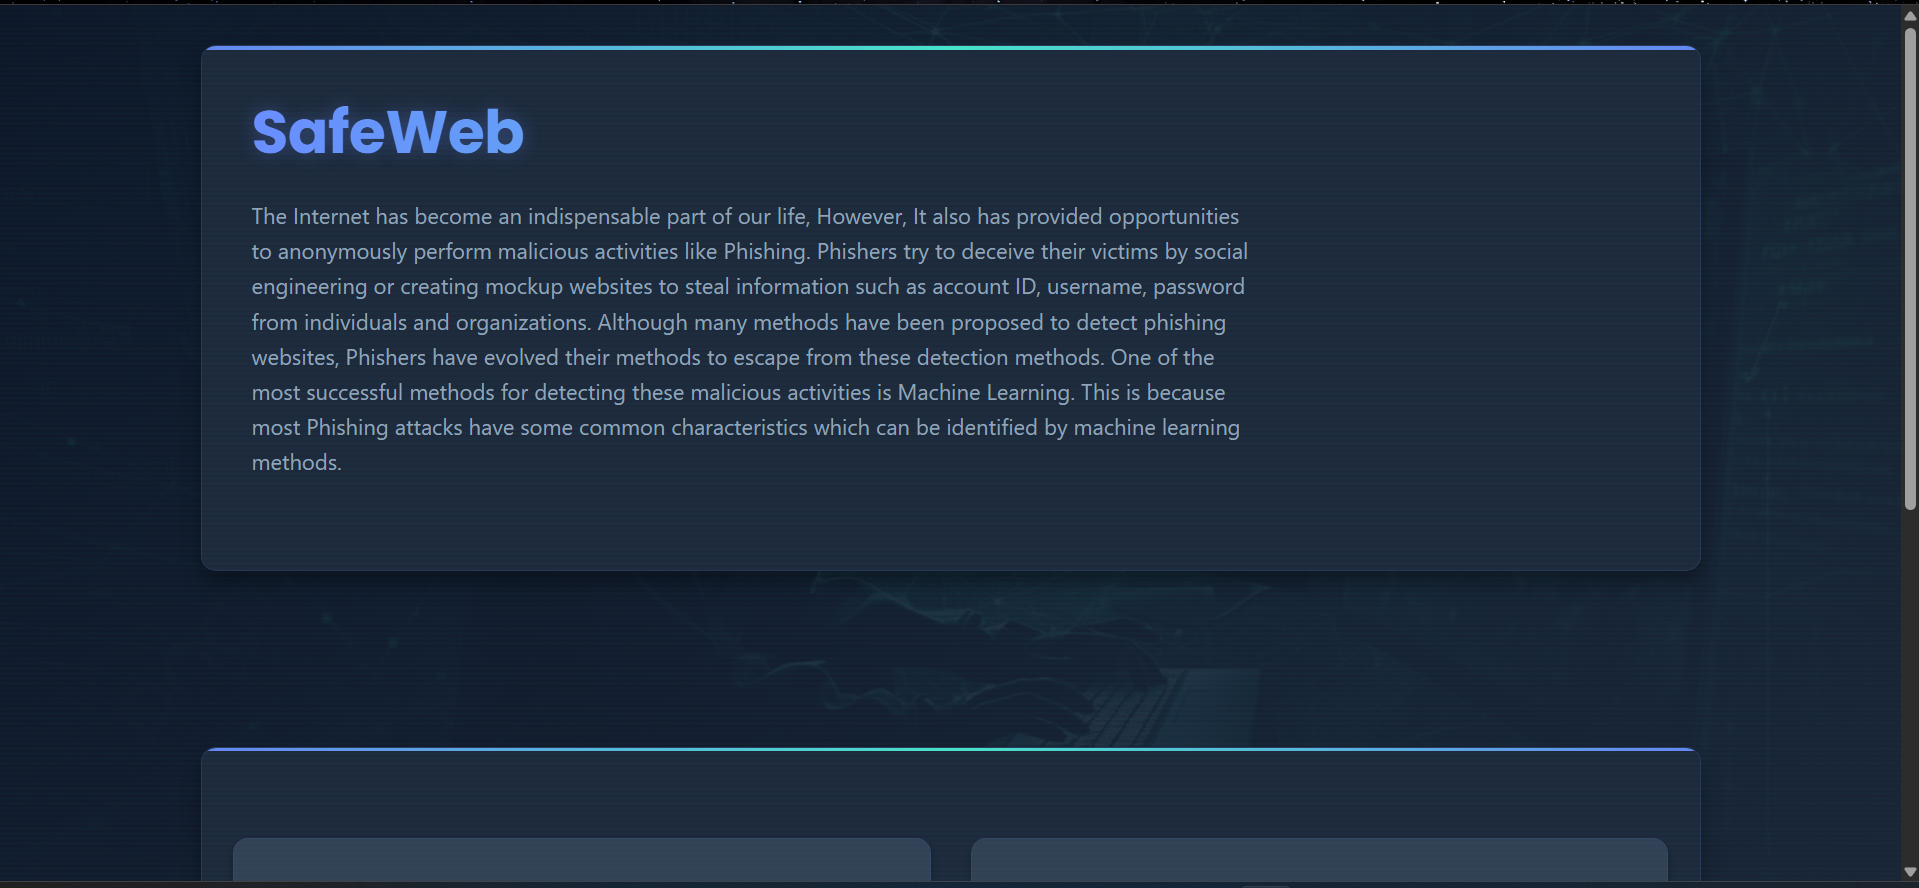 SafeWeb
The Internet has become an indispensable part of our life, However, It also has provided opportunities
to anonymously perform malicious activities like Phishing. Phishers try to deceive their victims by social
engineering or creating mockup websites to steal information such as account ID, username, password
from individuals and organizations. Although many methods have been proposed to detect phishing
websites, Phishers have evolved their methods to escape from these detection methods. One of the
most successful methods for detecting these malicious activities is Machine Learning. This is because
most Phishing attacks have some common characteristics which can be identified by machine learning
methods.